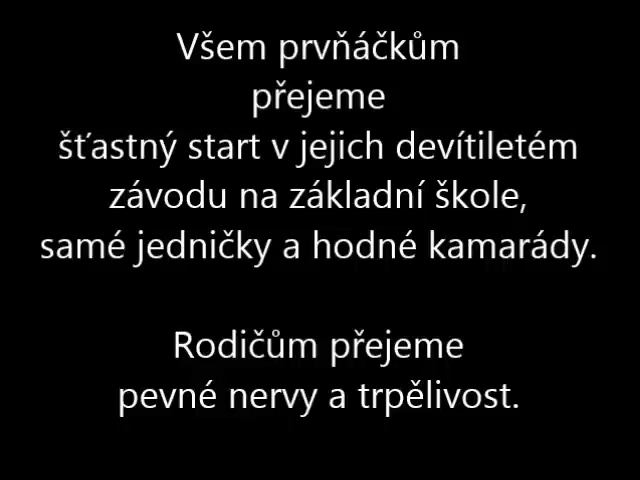 Všem prvňáčkům
přejeme
šťastný start v jejich devítiletém
závodu na základní škole,
samé jedničky a hodné kamarády.
Rodičům přejeme
pevné nervy a trpělivost.